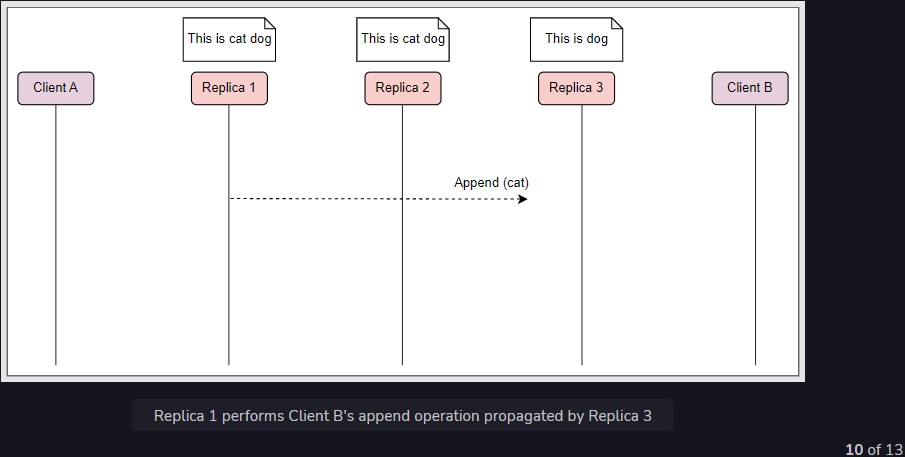 This is cat dog
This is cat dog
This is dog
Client A
Replica 1
Replica 2
Replica 3
Client B
Append (cat)
Replica 1 performs Client B's append operation propagated by Replica 3
10 of 13